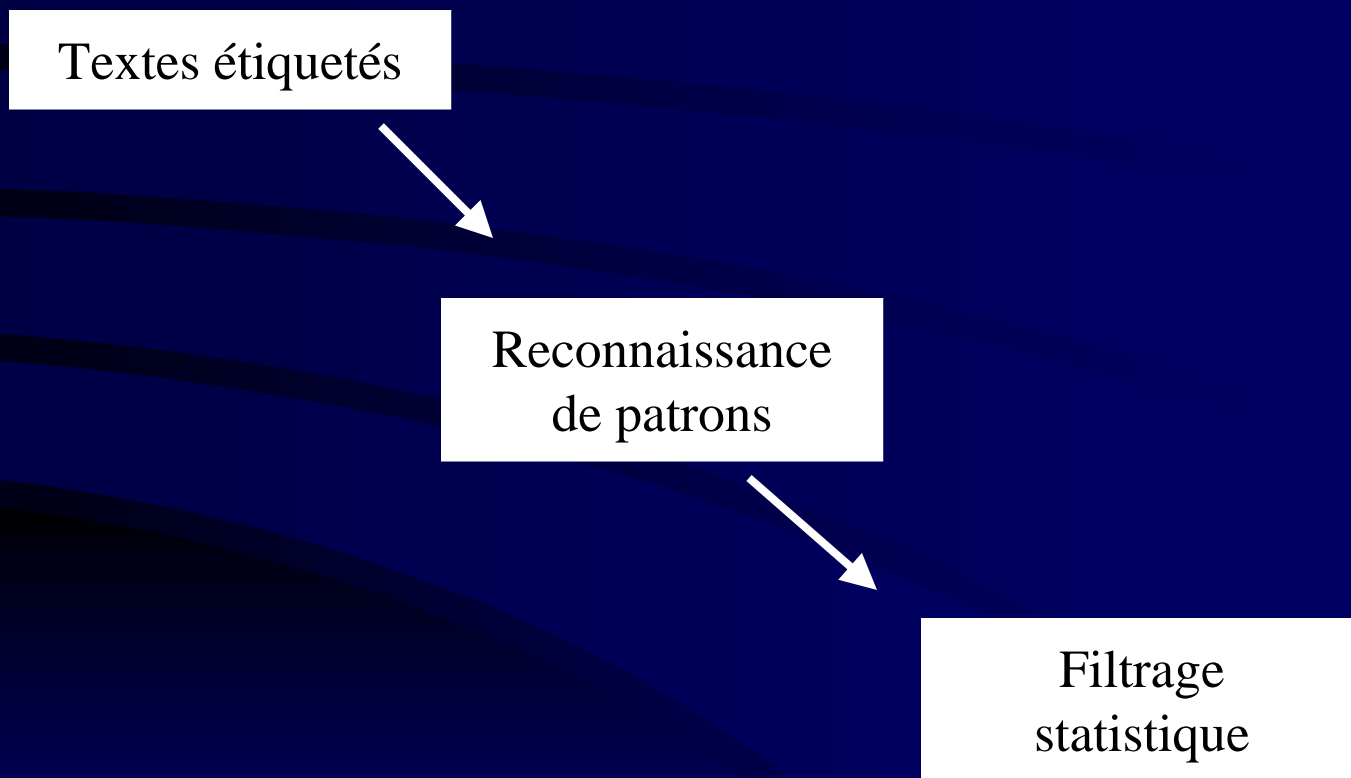 Textes étiquetés
Reconnaissance
de patrons
Filtrage
statistique